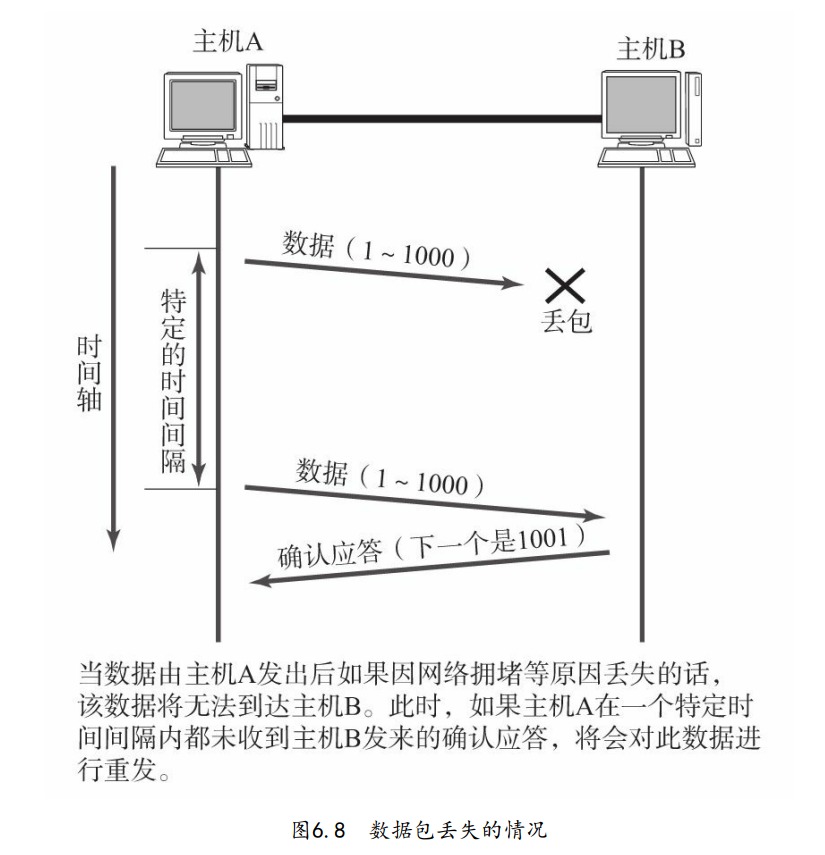 主机A
主机B
数据（1～1000）
丢包
特定的时间间隔
时间轴
数据（1～1000）
确认应答（下一个是1001）
当数据由主机A发出后如果因网络拥堵等原因丢失的话，
该数据将无法到达主机B。此时，如果主机A在一个特定时
间间隔内都未收到主机B发来的确认应答，将会对此数据进
行重发。
图6.8 数据包丢失的情况